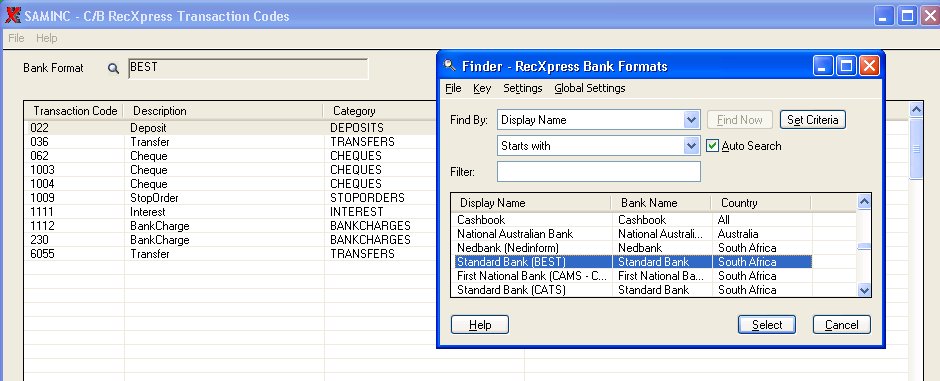 SAMINC - C/B RecXpress Transaction Codes
File Help
Bank Format BEST
Transaction Code Description Category
022 Deposit DEPOSITS
036 Transfer TRANSFERS
062 Cheque CHEQUES
1003 Cheque CHEQUES
1004 Cheque CHEQUES
1009 StopOrder STOPORDERS
1111 Interest INTEREST
1112 BankCharge BANKCHARGES
230 BankCharge BANKCHARGES
6055 Transfer TRANSFERS
Finder - RecXpress Bank Formats
File Key Settings Global Settings
Find By: Display Name Find Now Set Criteria
Starts with Auto Search
Filter:
Display Name Bank Name Country
Cashbook Cashbook All
National Australian Bank National Australi... Australia
Nedbank (Nedinform) Nedbank South Africa
Standard Bank (BEST) Standard Bank South Africa
First National Bank (CAMS - C... First National Ba... South Africa
Standard Bank (CATS) Standard Bank South Africa
Help Select Cancel